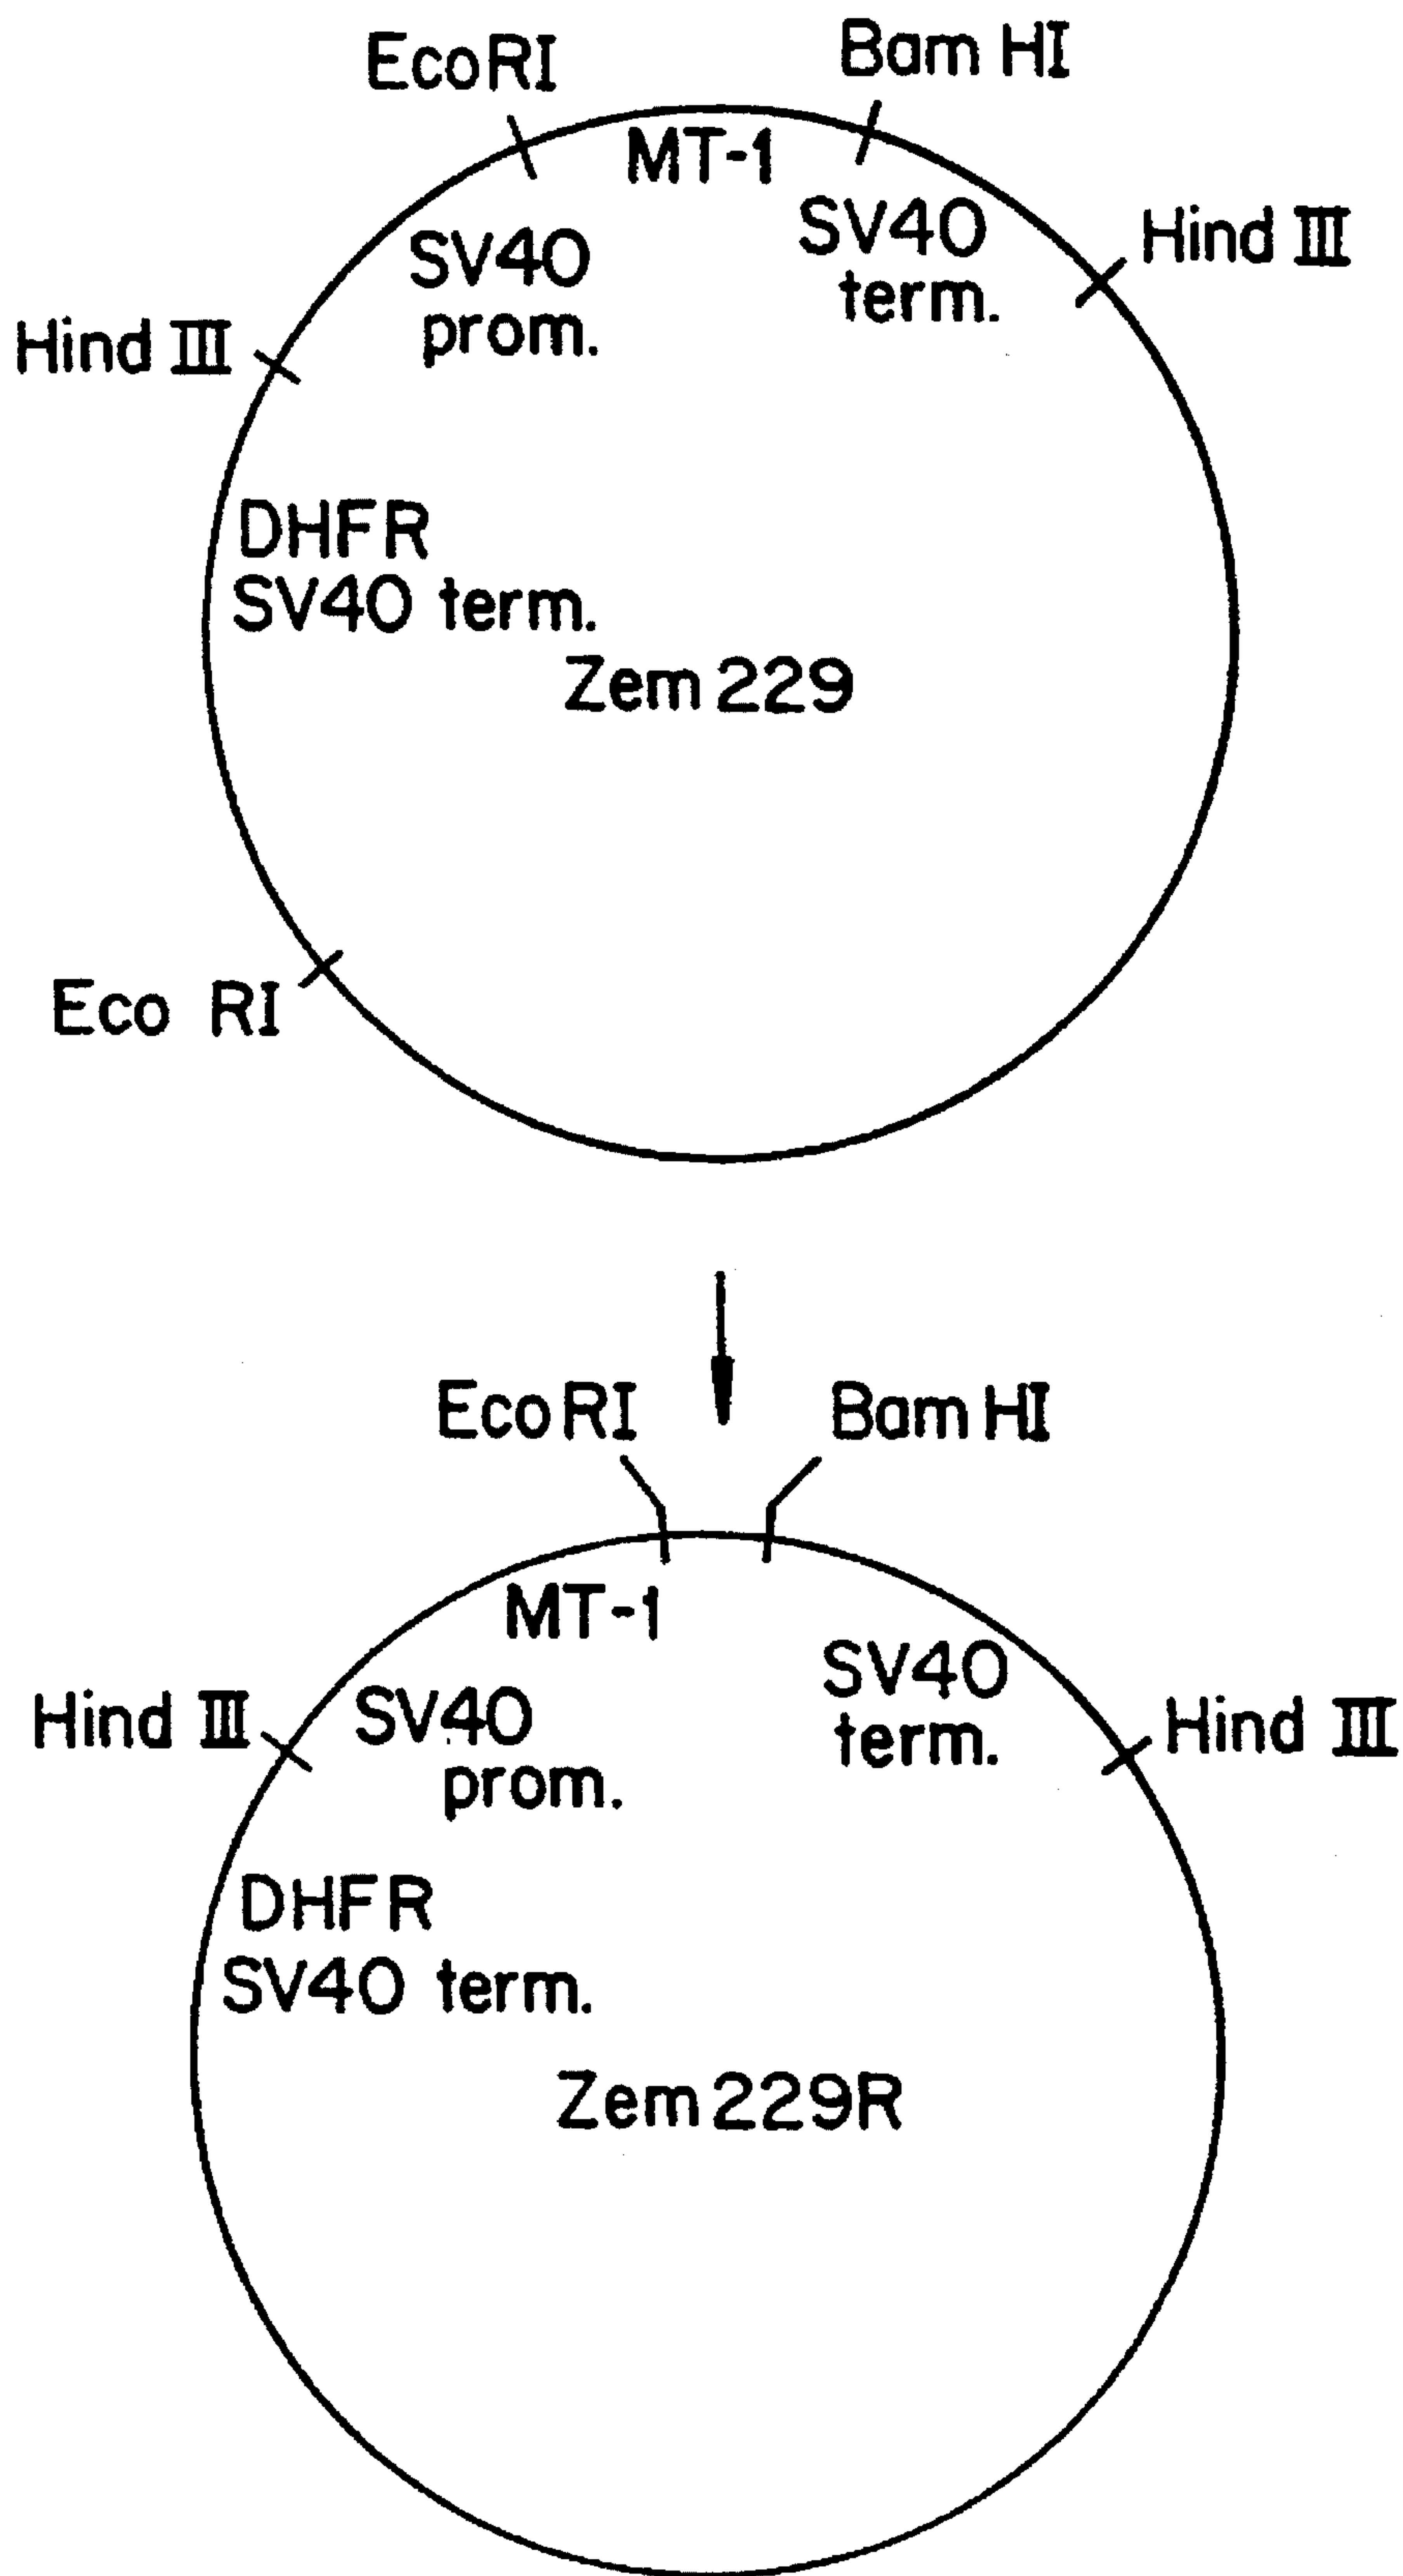 EcoRI
Bam HI
MT-1
SV40
prom.
SV40
term.
Hind III
Hind III
DHFR
SV40 term.
Zem 229
Eco RI
EcoRI
Bam HI
MT-1
SV40
prom.
SV40
term.
Hind III
Hind III
DHFR
SV40 term.
Zem 229R